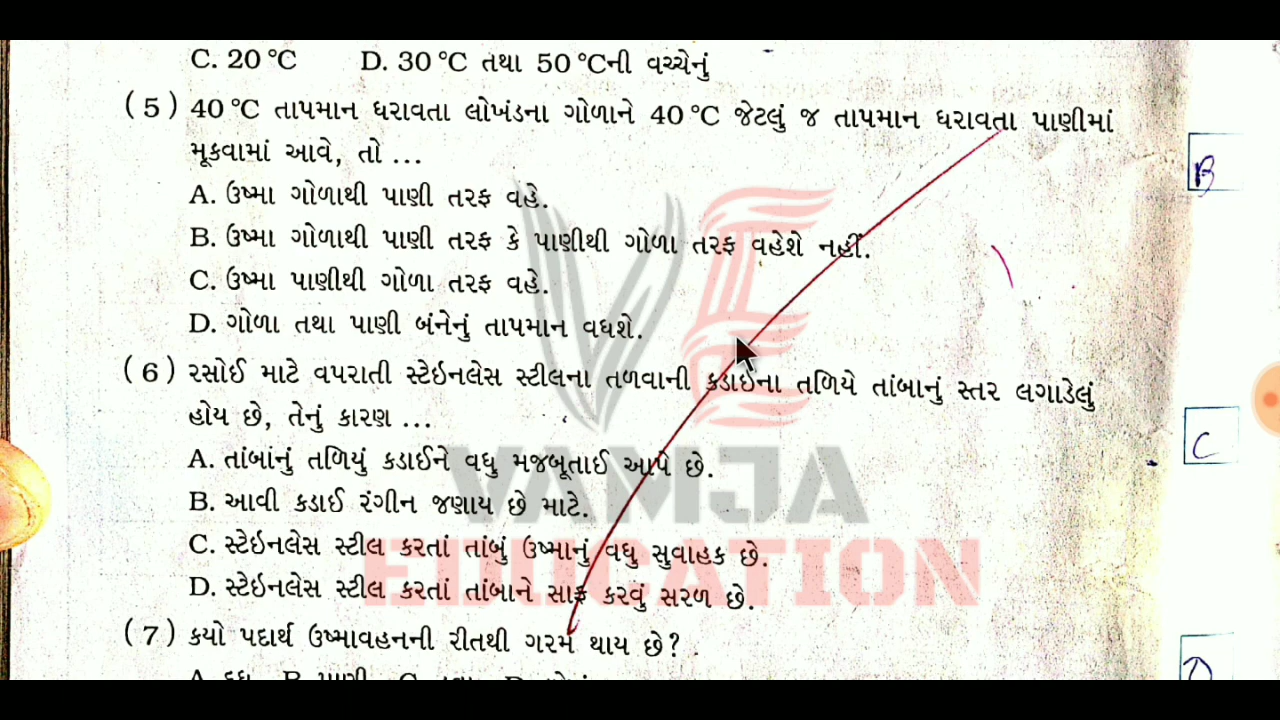 C. 20 °C D. 30 °C તથા 50 °Cની વચ્ચેનું
( 5 ) 40 °C તાપમાન ધરાવતા લોખંડના ગોળાને 40 °C જેટલું જ તાપમાન ધરાવતા પાણીમાં
મૂકવામાં આવે, તો ...
B
A. ઉષ્મા ગોળાથી પાણી તરફ વહે.
B. ઉષ્મા ગોળાથી પાણી તરફ કે પાણીથી ગોળા તરફ વહેશે નહીં.
C. ઉષ્મા પાણીથી ગોળા તરફ વહે.
D. ગોળા તથા પાણી બંનેનું તાપમાન વધશે.
( 6 ) રસોઈ માટે વપરાતી સ્ટેઇનલેસ સ્ટીલના તળવાની કડાઈના તળિયે તાંબાનું સ્તર લગાડેલું
હોય છે, તેનું કારણ ...
C
A. તાંબાંનું તળિયું કડાઈને વધુ મજબૂતાઈ આપે છે.
B. આવી કડાઈ રંગીન જણાય છે માટે.
C. સ્ટેઇનલેસ સ્ટીલ કરતાં તાંબું ઉષ્માનું વધુ સુવાહક છે.
D. સ્ટેઇનલેસ સ્ટીલ કરતાં તાંબાને સાફ કરવું સરળ છે.
( 7 ) કયો પદાર્થ ઉષ્માવહનની રીતથી ગરમ થાય છે?
D
VAMJA
EDUCATION